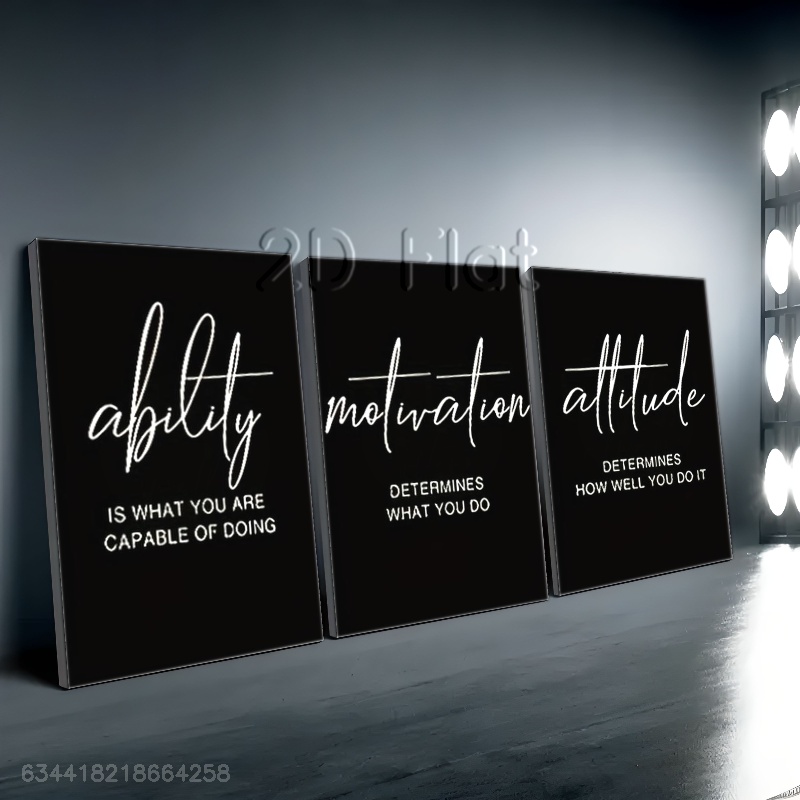 2D Flat
ability
IS WHAT YOU ARE
CAPABLE OF DOING
motivation
DETERMINES
WHAT YOU DO
attitude
DETERMINES
HOW WELL YOU DO IT
634418218664258